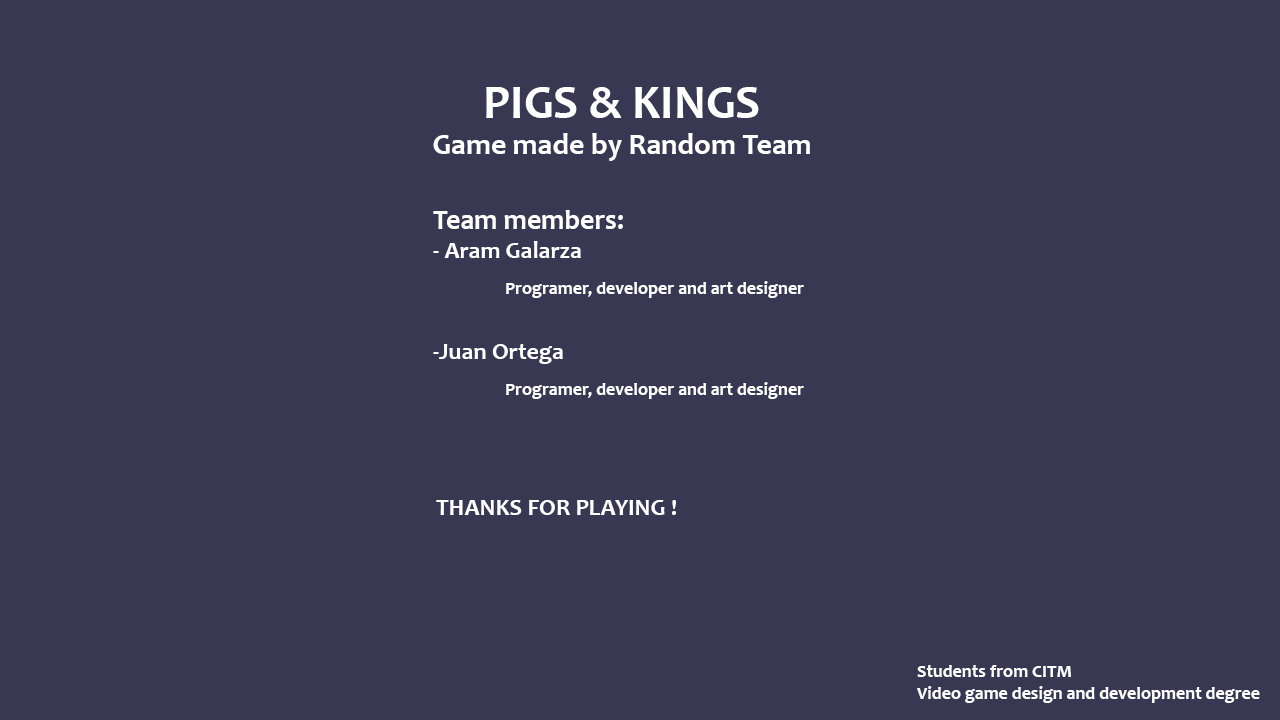 PIGS & KINGS
Game made by Random Team
Team members:
- Aram Galarza
Programer, developer and art designer
-Juan Ortega
Programer, developer and art designer
THANKS FOR PLAYING !
Students from CITM
Video game design and development degree